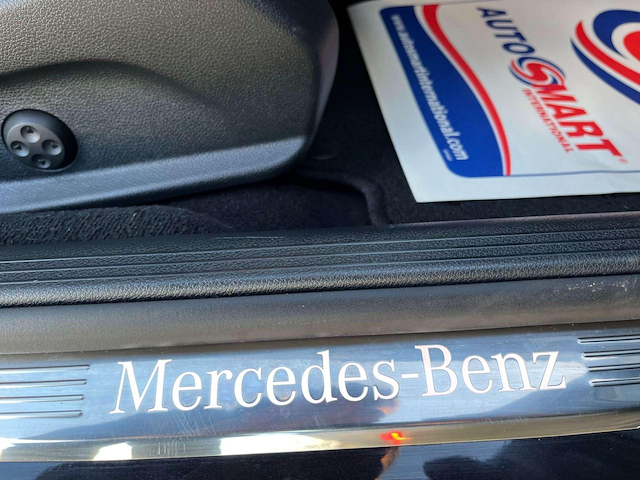 AUTOSMART®
INTERNATIONAL
www.autosmartinternational.com
Mercedes-Benz